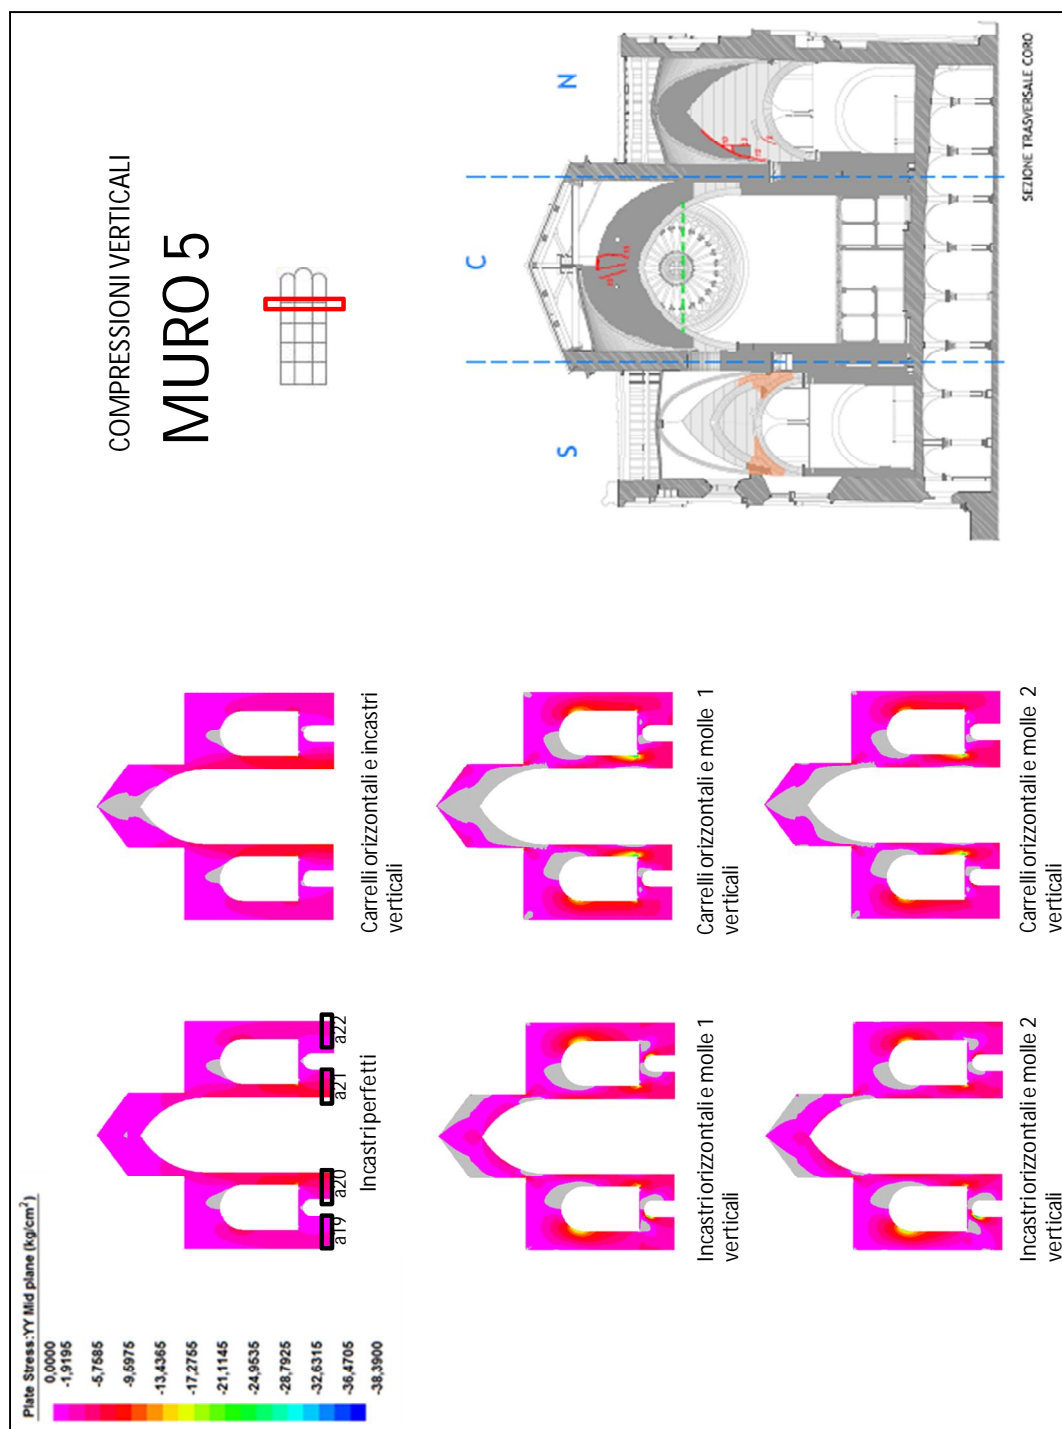 COMPRESSIONI VERTICALI
MURO 5
Plate Stress:YY Mid plane (kg/cm²)
0,0000
-1,9195
-5,7585
-9,5975
-13,4365
-17,2755
-21,1145
-24,9535
-28,7925
-32,6315
-36,4705
-38,3900
a19
a20
a21
a22
Incastri perfetti
Carrelli orizzontali e incastri
verticali
Incastri orizzontali e molle 1
verticali
Carrelli orizzontali e molle 1
verticali
Incastri orizzontali e molle 2
verticali
Carrelli orizzontali e molle 2
verticali
S
C
N
SEZIONE TRASVERSALE CORO